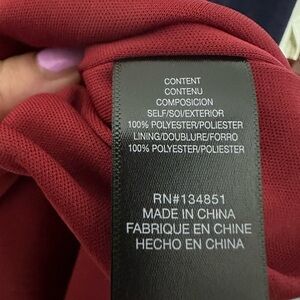 CONTENT
CONTENU
COMPOSICION
SELF/SOI/EXTERIOR
100% POLYESTER/POLIESTER
LINING/DOUBLURE/FORRO
100% POLYESTER/POLIESTER
RN#134851
MADE IN CHINA
FABRIQUE EN CHINE
HECHO EN CHINA